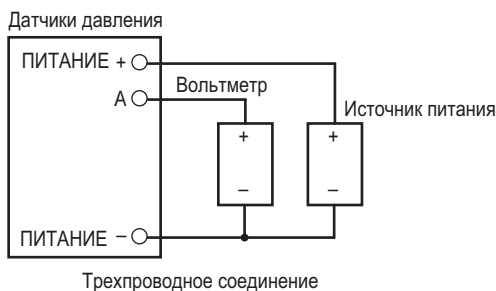 Датчики давления
ПИТАНИЕ +
А
Вольтметр
Источник питания
+
+
–
–
ПИТАНИЕ –
Трехпроводное соединение